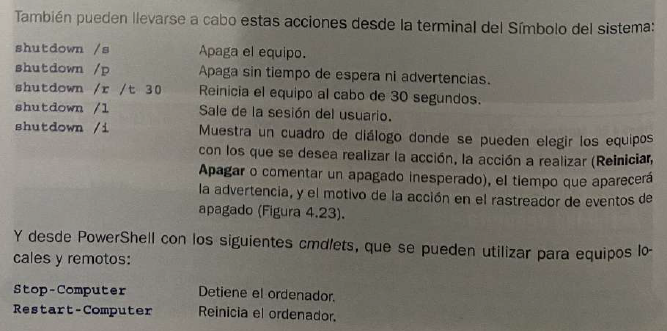 También pueden llevarse a cabo estas acciones desde la terminal del Símbolo del sistema:
shutdown /s Apaga el equipo.
shutdown /p Apaga sin tiempo de espera ni advertencias.
shutdown /r /t 30 Reinicia el equipo al cabo de 30 segundos.
shutdown /l Sale de la sesión del usuario.
shutdown /i Muestra un cuadro de diálogo donde se pueden elegir los equipos
con los que se desea realizar la acción, la acción a realizar (Reiniciar,
Apagar o comentar un apagado inesperado), el tiempo que aparecerá
la advertencia, y el motivo de la acción en el rastreador de eventos de
apagado (Figura 4.23).
Y desde PowerShell con los siguientes cmdlets, que se pueden utilizar para equipos lo-
cales y remotos:
Stop-Computer Detiene el ordenador.
Restart-Computer Reinicia el ordenador.